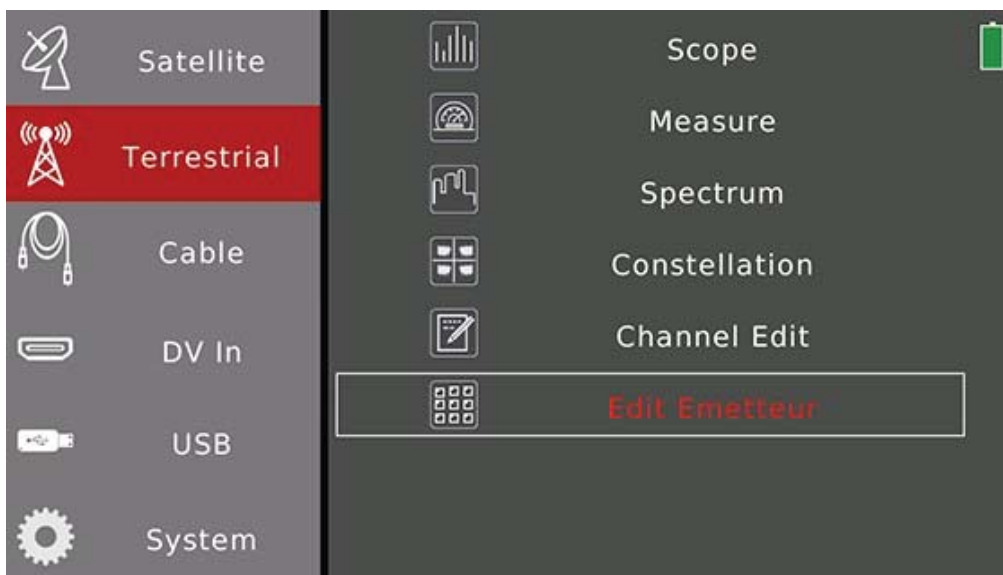 Satellite
Terrestrial
Cable
DV In
USB
System
Scope
Measure
Spectrum
Constellation
Channel Edit
Edit Emetteur